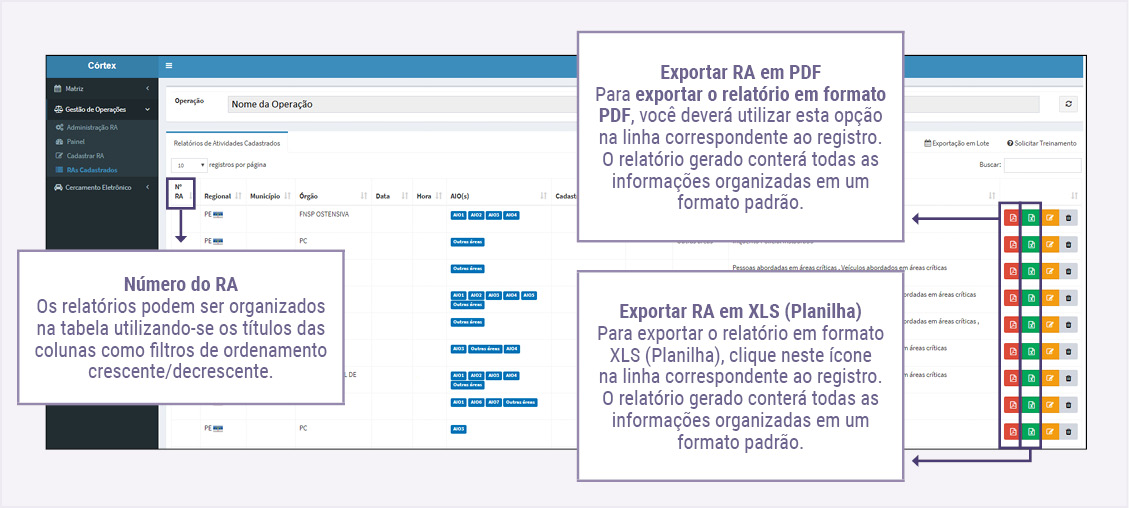 Córtex
Matriz
Gestão de Operações
Administração RA
Painel
Cadastrar RA
RAs Cadastrados
Cercamento Eletrônico
Operação
Nome da Operação
Relatórios de Atividades Cadastrados
Exportação em Lote
Solicitar Treinamento
10 registros por página
Buscar:
Nº RA Regional Município Órgão Data Hora AIO(s)
PE FNSP OSTENSIVA AIO1 AIO2 AIO3 AIO4
PE PC Outras áreas
Outras áreas Pessoas abordadas em áreas críticas , Veículos abordados em áreas críticas
AIO1 AIO2 AIO3 AIO4 AIO5 Outras áreas em áreas críticas
Outras áreas em áreas críticas ,
AIO3 Outras áreas AIO4 em áreas críticas
DE AIO1 AIO2 AIO3 AIO4 Outras áreas em áreas críticas
AIO1 AIO6 AIO7 Outras áreas
PE PC AIO3
Número do RA
Os relatórios podem ser organizados
na tabela utilizando-se os títulos das
colunas como filtros de ordenamento
crescente/decrescente.
Exportar RA em PDF
Para exportar o relatório em formato
PDF, você deverá utilizar esta opção
na linha correspondente ao registro.
O relatório gerado conterá todas as
informações organizadas em um
formato padrão.
Exportar RA em XLS (Planilha)
Para exportar o relatório em formato
XLS (Planilha), clique neste ícone
na linha correspondente ao registro.
O relatório gerado conterá todas as
informações organizadas em um
formato padrão.